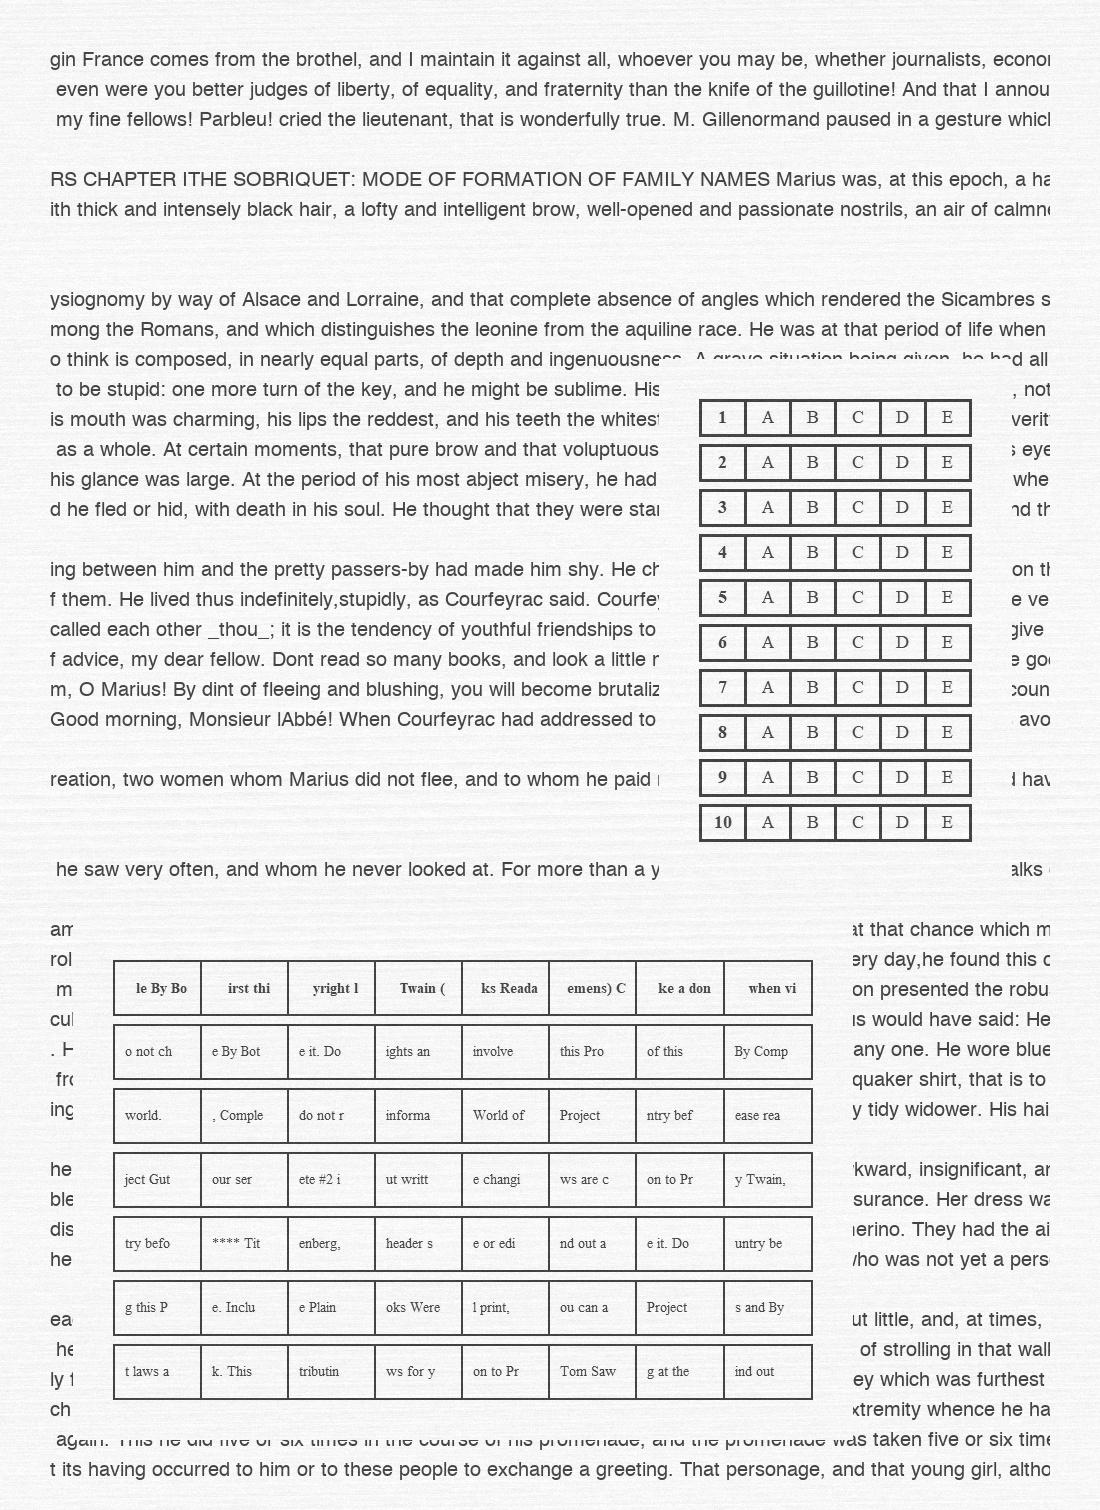 gin France comes from the brothel, and I maintain it against all, whoever you may be, whether journalists, econor
even were you better judges of liberty, of equality, and fraternity than the knife of the guillotine! And that I annou
my fine fellows! Parbleu! cried the lieutenant, that is wonderfully true. M. Gillenormand paused in a gesture which
RS CHAPTER ITHE SOBRIQUET: MODE OF FORMATION OF FAMILY NAMES Marius was, at this epoch, a ha
ith thick and intensely black hair, a lofty and intelligent brow, well-opened and passionate nostrils, an air of calmne
ysiognomy by way of Alsace and Lorraine, and that complete absence of angles which rendered the Sicambres s
mong the Romans, and which distinguishes the leonine from the aquiline race. He was at that period of life when
o think is composed, in nearly equal parts, of depth and ingenuousness. A grave situation being given, he had all
to be stupid: one more turn of the key, and he might be sublime. His , not
is mouth was charming, his lips the reddest, and his teeth the whitest verit
as a whole. At certain moments, that pure brow and that voluptuous s eye
his glance was large. At the period of his most abject misery, he had whe
d he fled or hid, with death in his soul. He thought that they were star nd th
ing between him and the pretty passers-by had made him shy. He ch on th
f them. He lived thus indefinitely,stupidly, as Courfeyrac said. Courfey e ve
called each other _thou_; it is the tendency of youthful friendships to give
f advice, my dear fellow. Dont read so many books, and look a little e go
m, O Marius! By dint of fleeing and blushing, you will become brutaliz coun
Good morning, Monsieur lAbbé! When Courfeyrac had addressed to avo
reation, two women whom Marius did not flee, and to whom he paid d hav
he saw very often, and whom he never looked at. For more than a y alks
1 A B C D E
2 A B C D E
3 A B C D E
4 A B C D E
5 A B C D E
6 A B C D E
7 A B C D E
8 A B C D E
9 A B C D E
10 A B C D E
am at that chance which m
rol ery day,he found this c
m on presented the robu
cul us would have said: He
. H any one. He wore blue
fro quaker shirt, that is to
ing y tidy widower. His hai
he kward, insignificant, ar
ble surance. Her dress wa
dis nerino. They had the ai
he who was not yet a pers
ea ut little, and, at times,
he of strolling in that wall
ly f ey which was furthest
ch xtremity whence he ha
again. This he did five or six times in the course of his promenade, and the promenade was taken five or six time
t its having occurred to him or to these people to exchange a greeting. That personage, and that young girl, altho
le By Bo irst thi yright l Twain ( ks Reada emens) C ke a don when vi
o not ch e By Bot e it. Do ights an involve this Pro of this By Comp
world. , Comple do not r informa World of Project ntry bef ease rea
ject Gut our ser ete #2 i ut writt e changi ws are c on to Pr y Twain,
try befo **** Tit enberg, header s e or edi nd out a e it. Do untry be
g this P e. Inclu e Plain oks Were l print, ou can a Project s and By
t laws a k. This tributin ws for y on to Pr Tom Saw g at the ind out